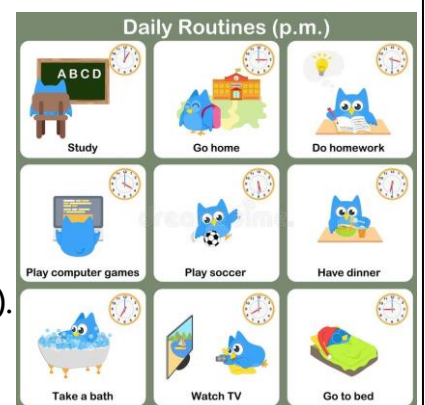 Daily Routines (p.m.)
A B C D
Study
Go home
Do homework
Play computer games
Play soccer
Have dinner
).
Take a bath
Watch TV
Go to bed